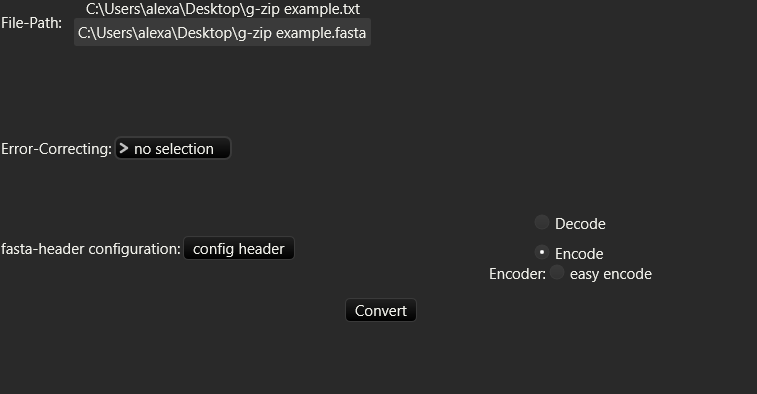 C:\Users\alexa\Desktop\g-zip example.txt
File-Path:
C:\Users\alexa\Desktop\g-zip example.fasta
Error-Correcting: > no selection
Decode
fasta-header configuration: config header
Encode
Encoder: easy encode
Convert